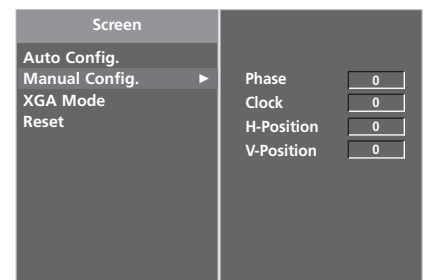 Screen
Auto Config.
Manual Config. ►
XGA Mode
Reset
Phase 0
Clock 0
H-Position 0
V-Position 0